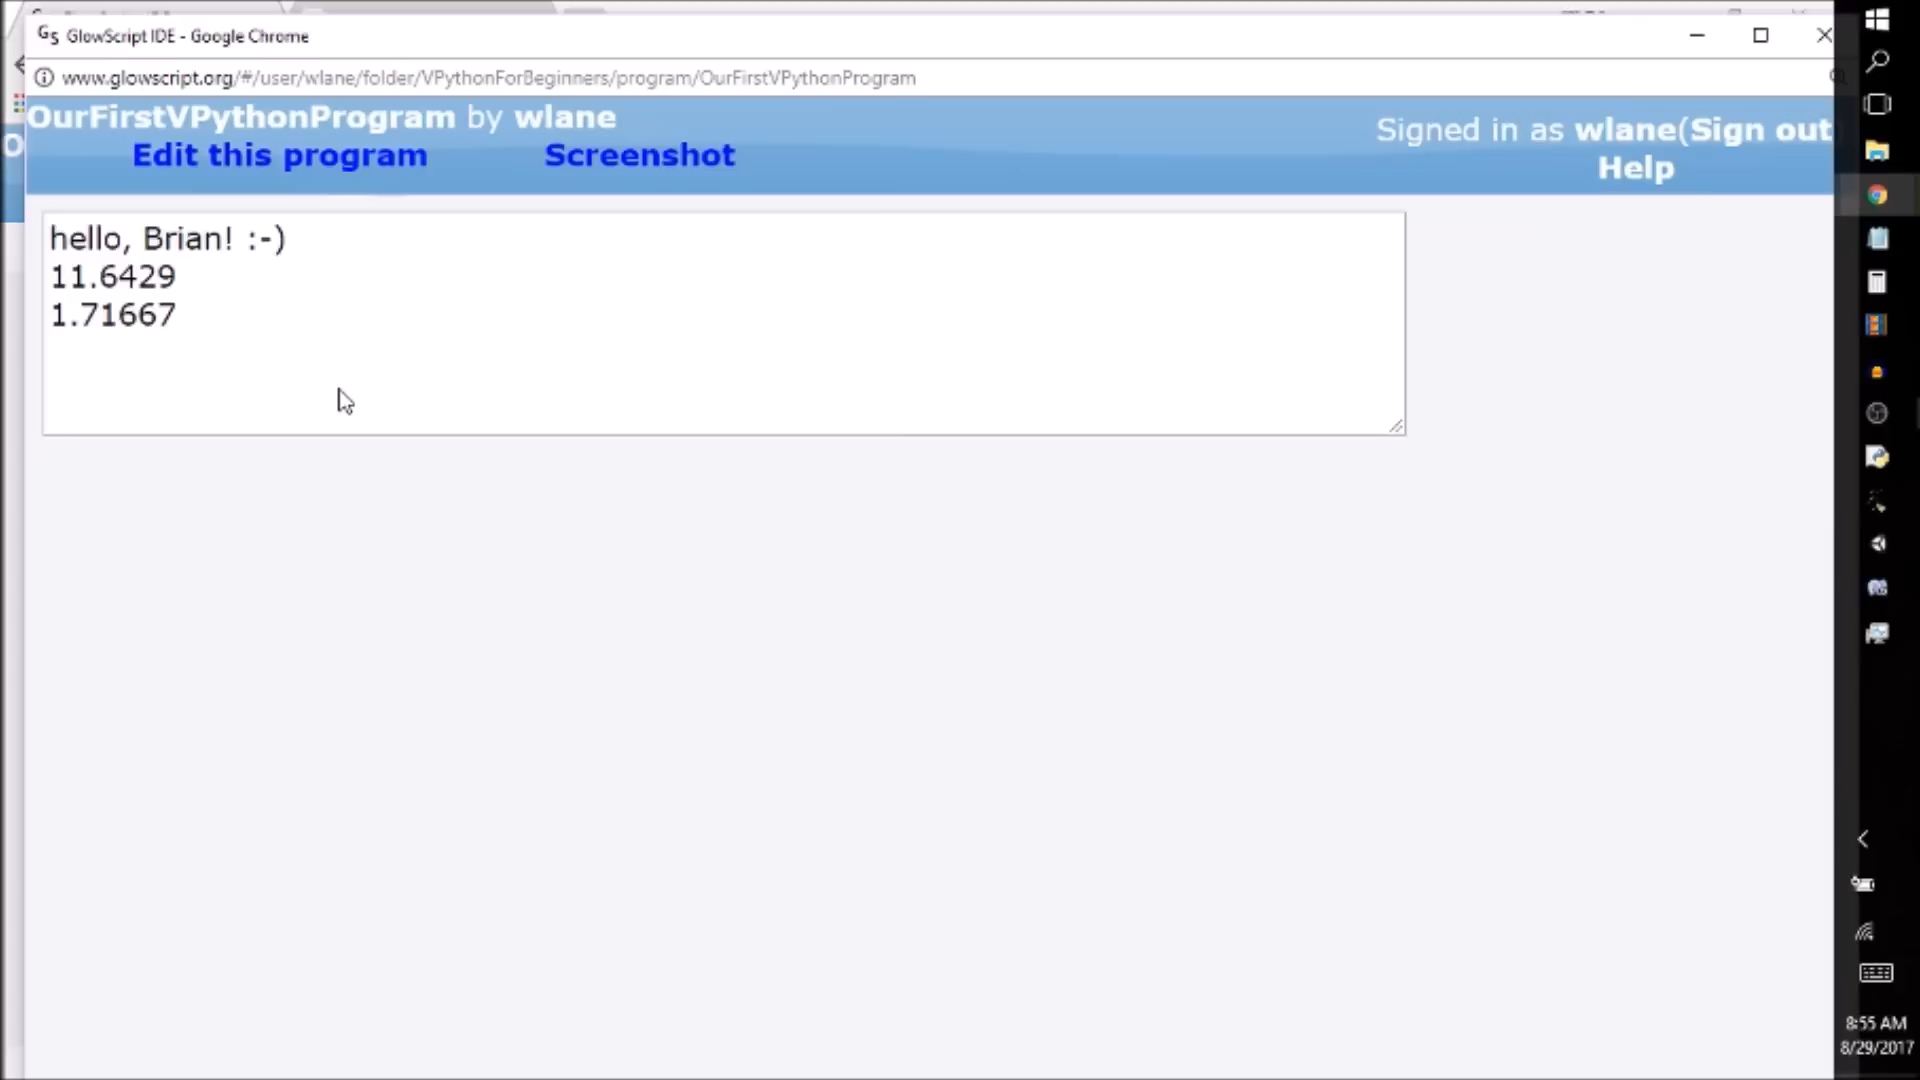 GlowScript IDE - Google Chrome
www.glowscript.org/#/user/wlane/folder/VPythonForBeginners/program/OurFirstVPythonProgram
OurFirstVPythonProgram by wlane
Signed in as wlane(Sign out
Edit this program Screenshot
Help
hello, Brian! :-)
11.6429
1.71667
8:55 AM
8/29/2017